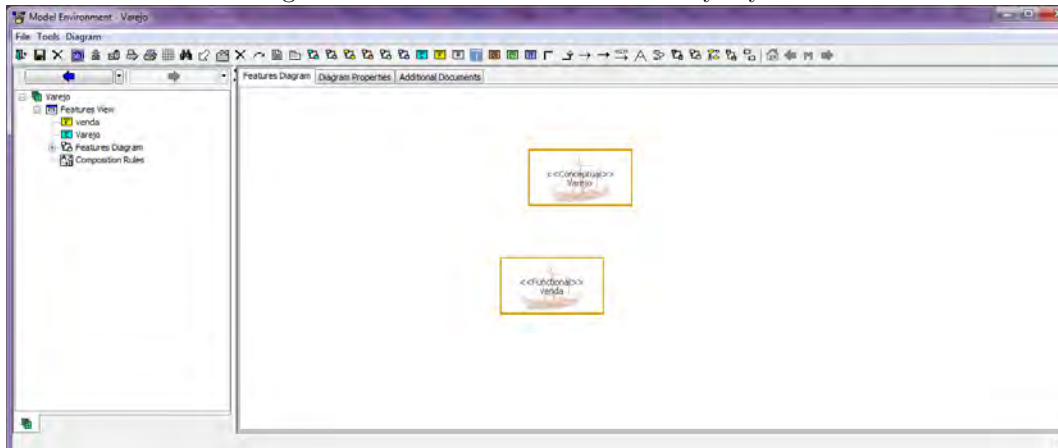 Model Environment - Varejo
File Tools Diagram
Features Diagram Diagram Properties Additional Documents
Varejo
Features View
venda
Varejo
Features Diagram
Composition Rules
<<Conceptual>>
Varejo
<<Functional>>
venda